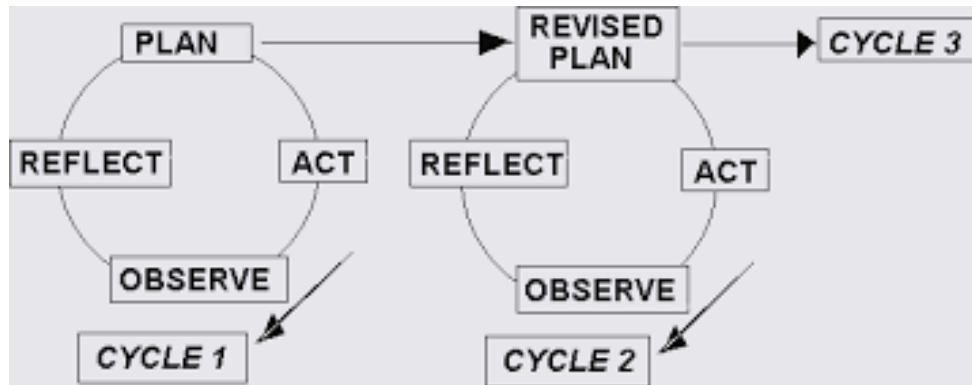 PLAN
REVISED
PLAN
CYCLE 3
REFLECT
ACT
REFLECT
ACT
OBSERVE
OBSERVE
CYCLE 1
CYCLE 2